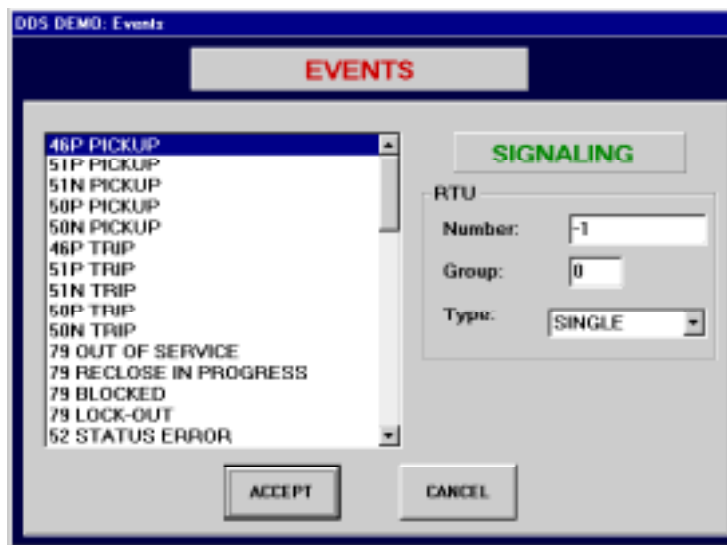 DDS DEMO: Events
EVENTS
46P PICKUP
51P PICKUP
51N PICKUP
50P PICKUP
50N PICKUP
46P TRIP
51P TRIP
51N TRIP
50P TRIP
50N TRIP
79 OUT OF SERVICE
79 RECLOSE IN PROGRESS
79 BLOCKED
79 LOCK-OUT
52 STATUS ERROR
SIGNALING
RTU
Number: -1
Group: 0
Type: SINGLE
ACCEPT
CANCEL